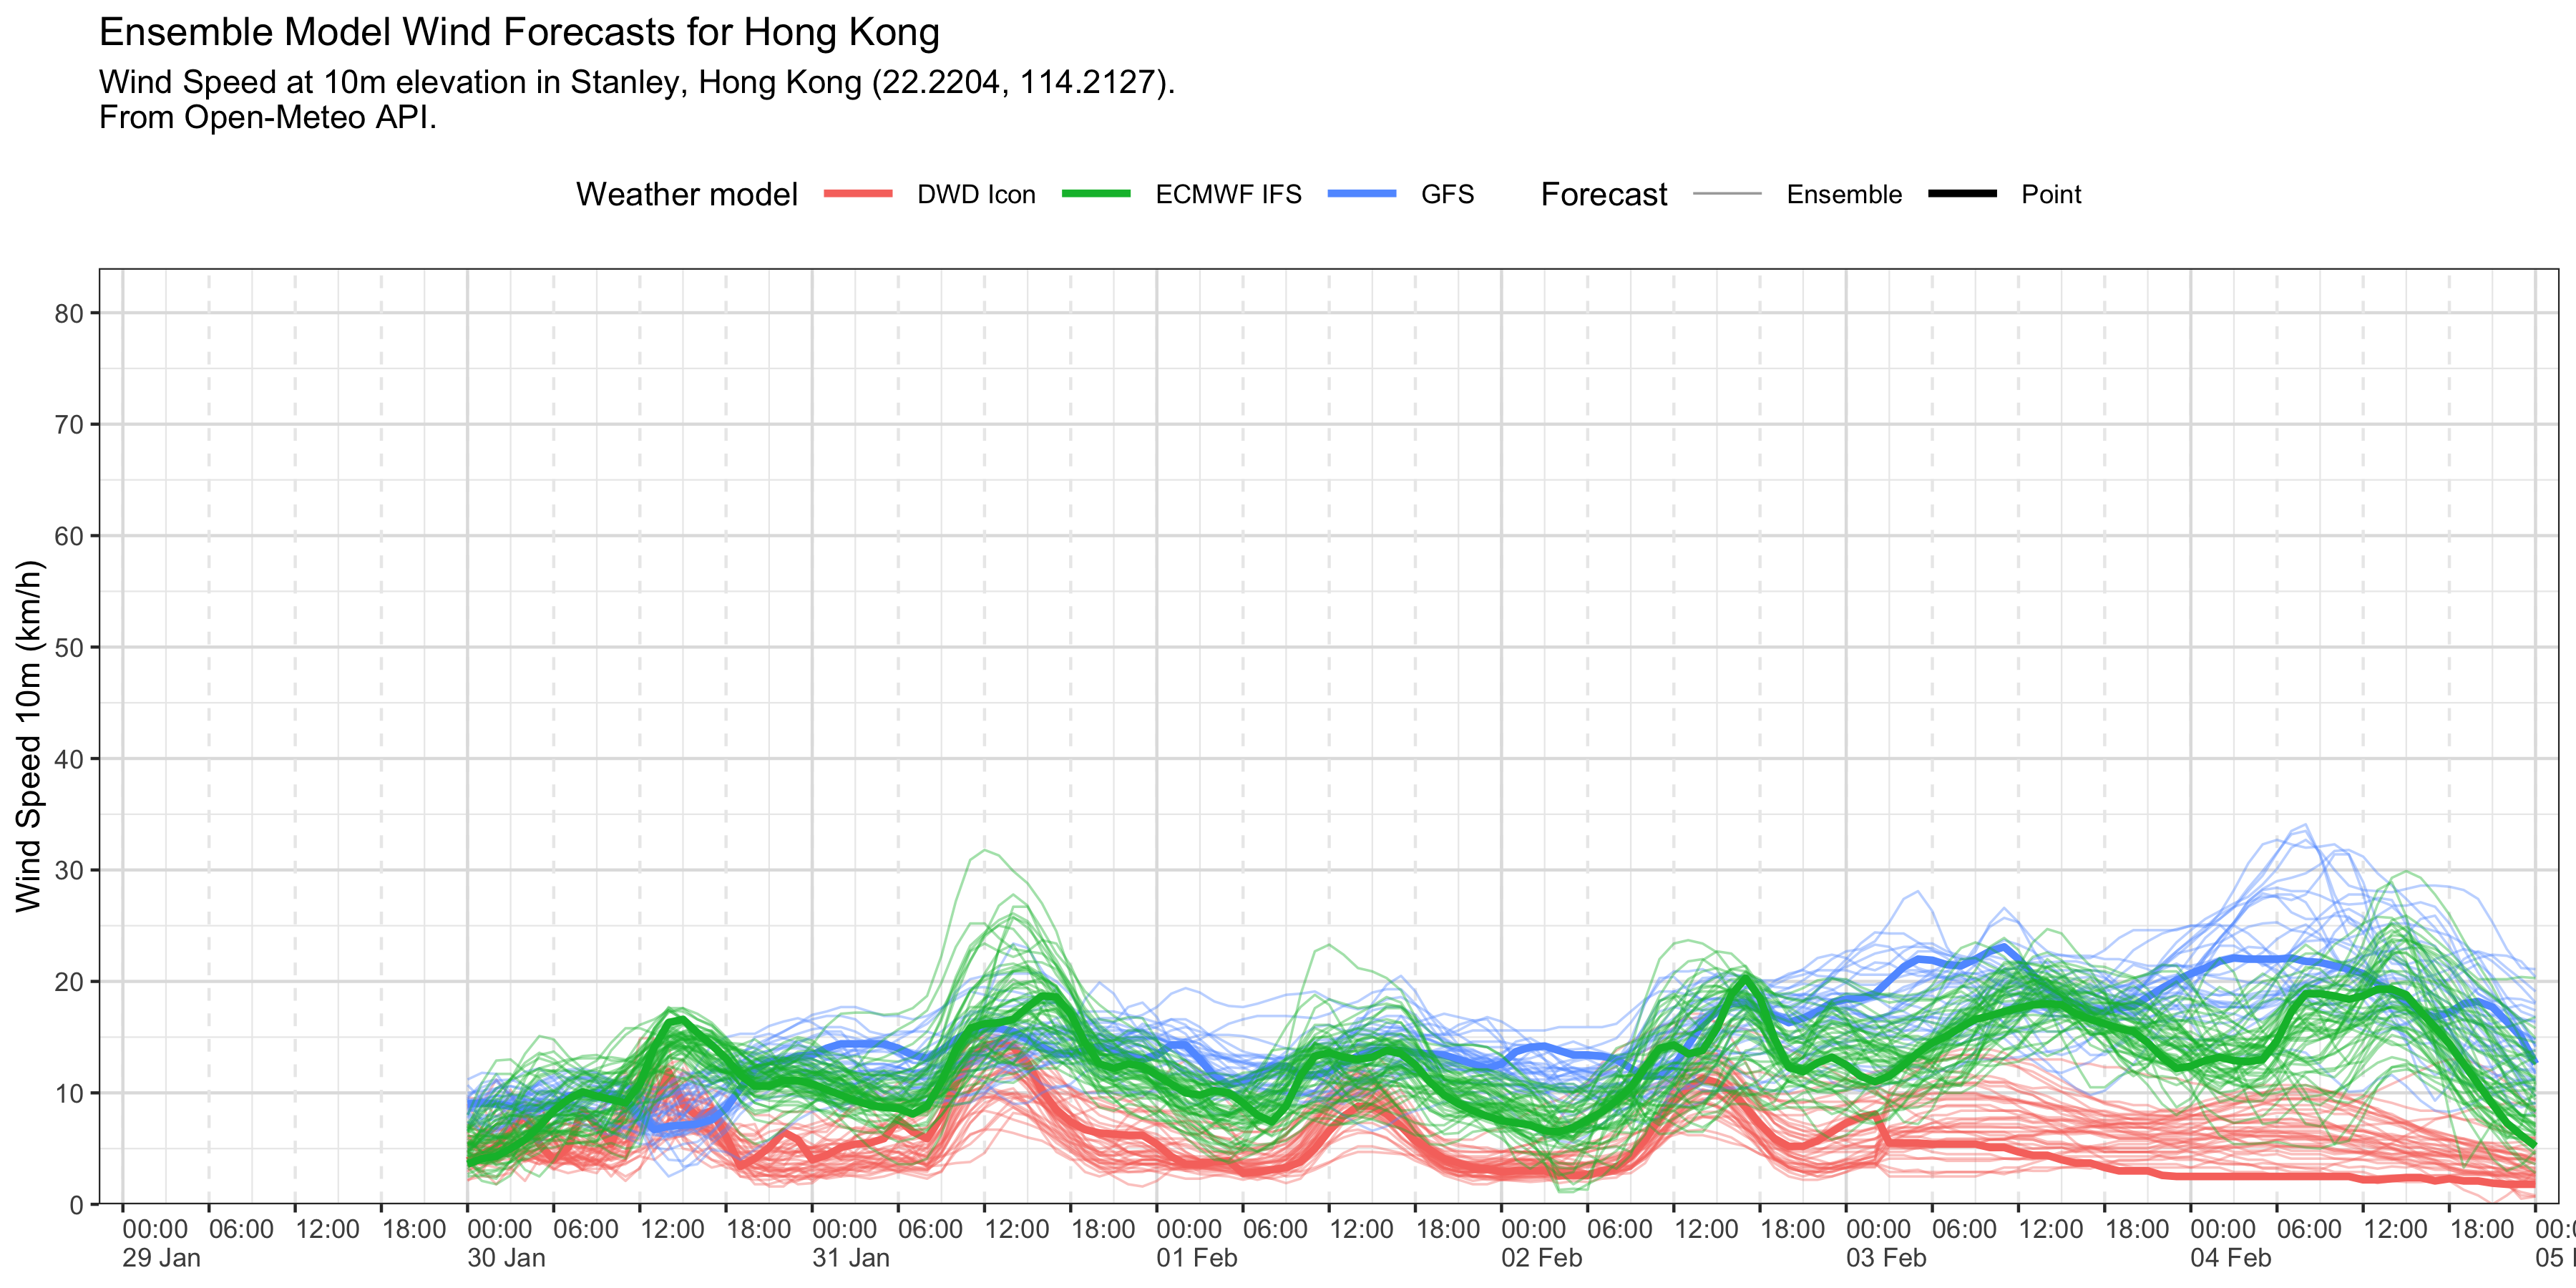 Ensemble Model Wind Forecasts for Hong Kong
Wind Speed at 10m elevation in Stanley, Hong Kong (22.2204, 114.2127).
From Open-Meteo API.
Weather model DWD Icon ECMWF IFS GFS Forecast Ensemble Point
Wind Speed 10m (km/h)
80
70
60
50
40
30
20
10
0
00:00 06:00 12:00 18:00 00:00 06:00 12:00 18:00 00:00 06:00 12:00 18:00 00:00 06:00 12:00 18:00 00:00 06:00 12:00 18:00 00:00 06:00 12:00 18:00 00:00 06:00 12:00 18:00 00:0
29 Jan 30 Jan 31 Jan 01 Feb 02 Feb 03 Feb 04 Feb 05